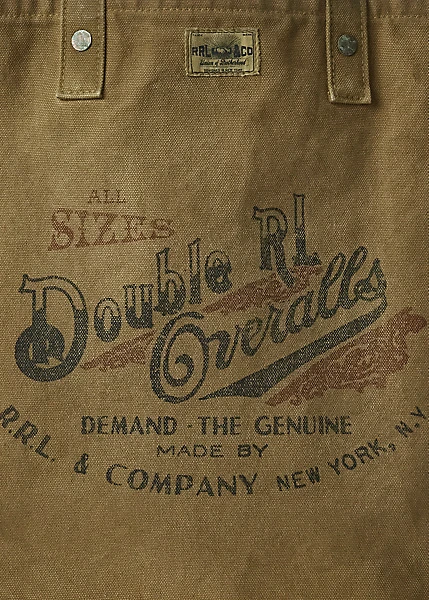 RRL & CO
ALL
SIZES
Double RL
Overalls
DEMAND - THE GENUINE
MADE BY
R.R.L. & COMPANY NEW YORK., N.Y.